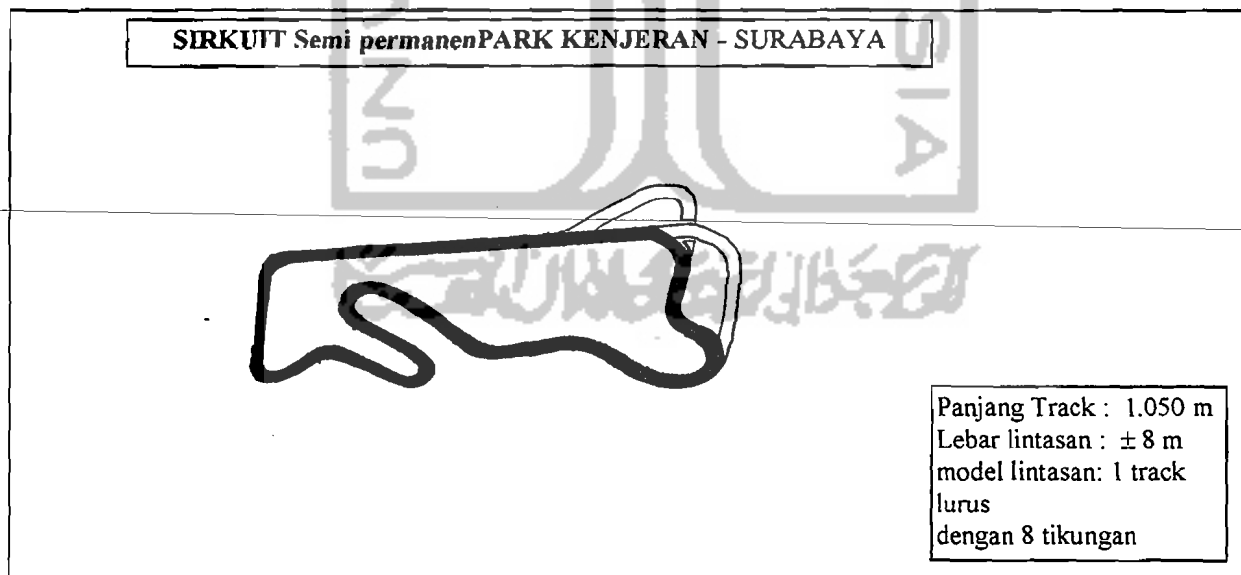 SIRKUIT Semi permanenPARK KENJERAN - SURABAYA
Panjang Track : 1.050 m
Lebar lintasan : ± 8 m
model lintasan: 1 track
lurus
dengan 8 tikungan